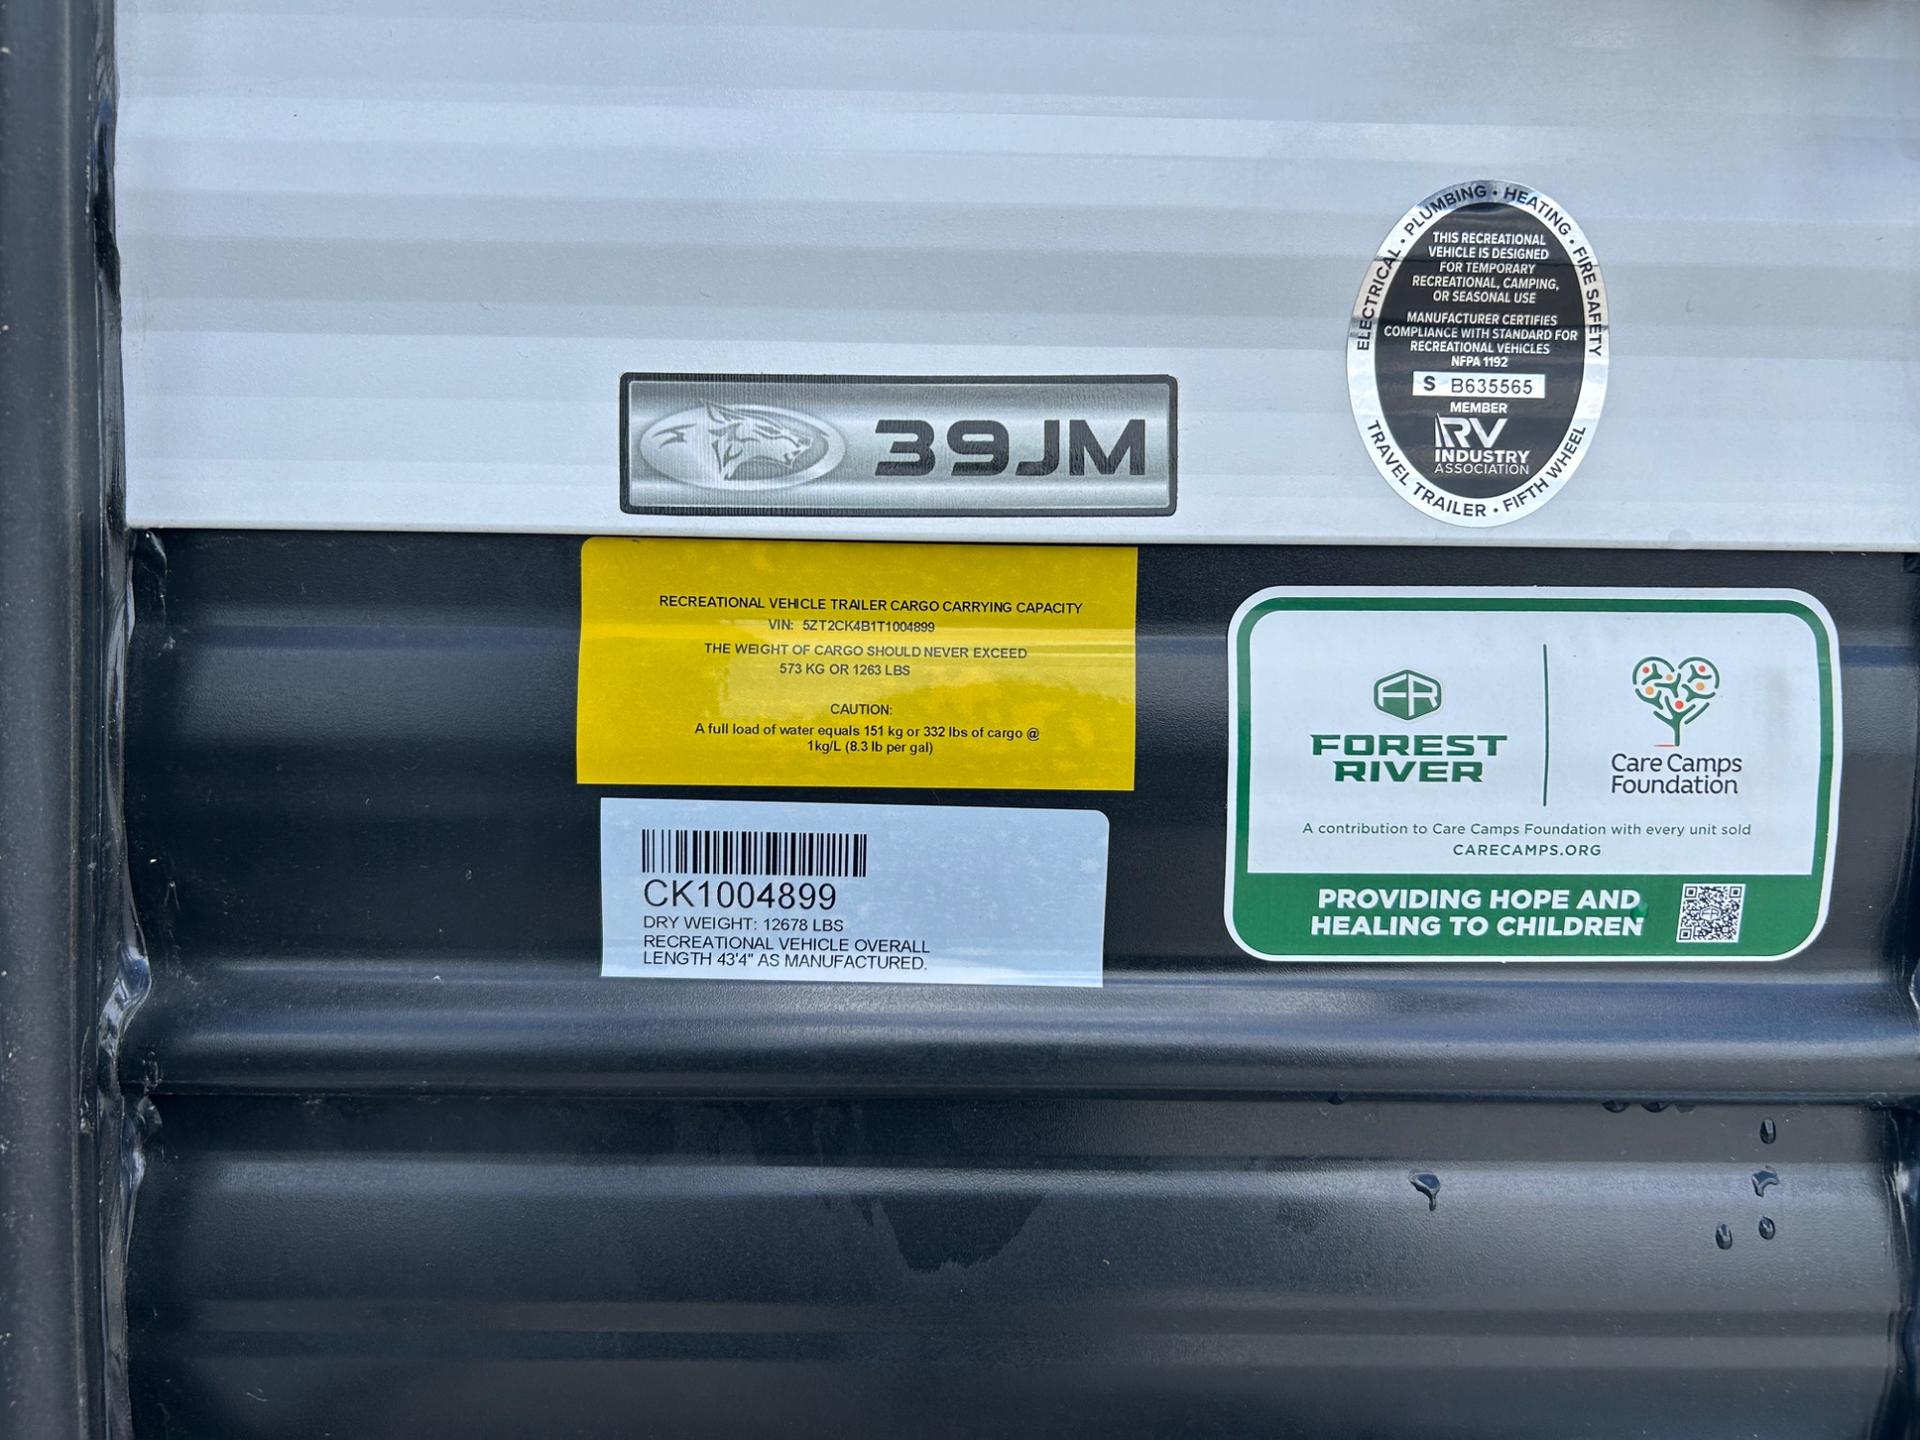 ELECTRICAL • PLUMBING • HEATING • FIRE SAFETY
THIS RECREATIONAL
VEHICLE IS DESIGNED
FOR TEMPORARY
RECREATIONAL, CAMPING,
OR SEASONAL USE
MANUFACTURER CERTIFIES
COMPLIANCE WITH STANDARD FOR
RECREATIONAL VEHICLES
NFPA 1192
S B635565
MEMBER
RV
INDUSTRY
ASSOCIATION
TRAVEL TRAILER • FIFTH WHEEL
39JM
RECREATIONAL VEHICLE TRAILER CARGO CARRYING CAPACITY
VIN: 5ZT2CK4B1T1004899
THE WEIGHT OF CARGO SHOULD NEVER EXCEED
573 KG OR 1263 LBS
CAUTION:
A full load of water equals 151 kg or 332 lbs of cargo @
1kg/L (8.3 lb per gal)
CK1004899
DRY WEIGHT: 12678 LBS
RECREATIONAL VEHICLE OVERALL
LENGTH 43'4" AS MANUFACTURED.
FR
FOREST
RIVER
Care Camps
Foundation
A contribution to Care Camps Foundation with every unit sold
CARECAMPS.ORG
PROVIDING HOPE AND
HEALING TO CHILDREN